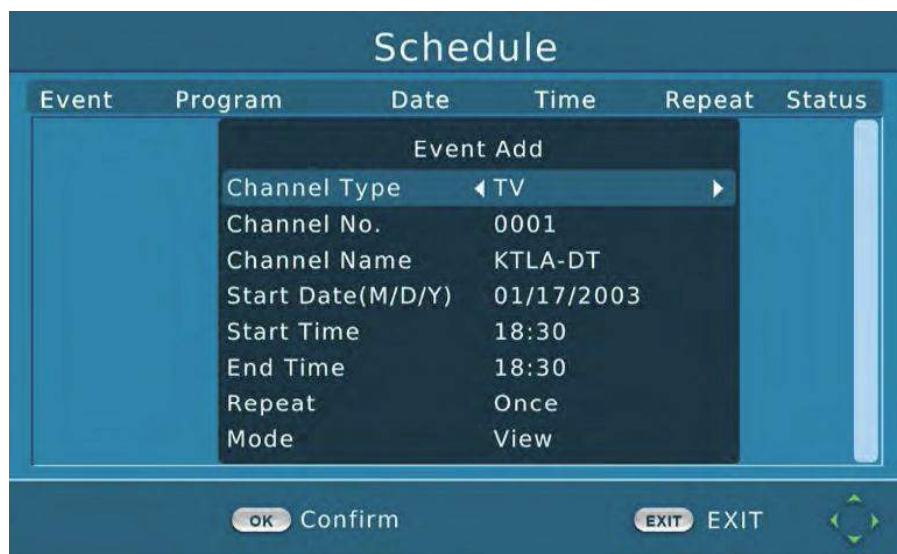 Schedule
Event Program Date Time Repeat Status
Event Add
Channel Type TV
Channel No. 0001
Channel Name KTLA-DT
Start Date(M/D/Y) 01/17/2003
Start Time 18:30
End Time 18:30
Repeat Once
Mode View
OK Confirm EXIT EXIT